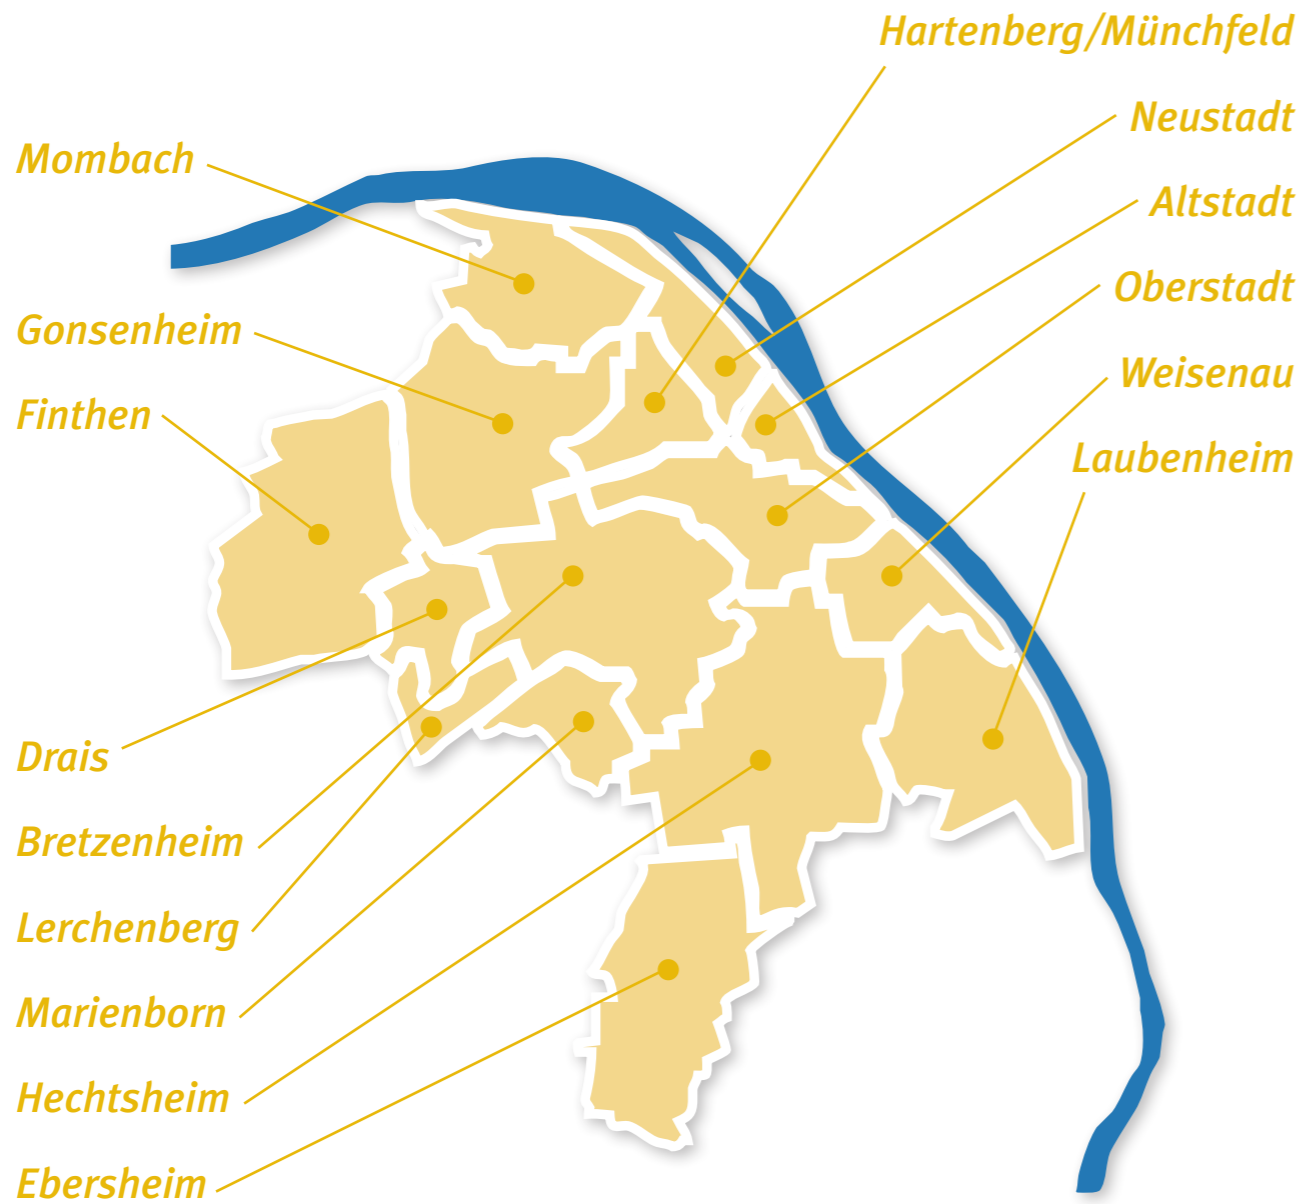 Hartenberg/Münchfeld
Neustadt
Mombach
Altstadt
Oberstadt
Gonsenheim
Weisenau
Finthen
Laubenheim
Drais
Bretzenheim
Lerchenberg
Marienborn
Hechtsheim
Ebersheim